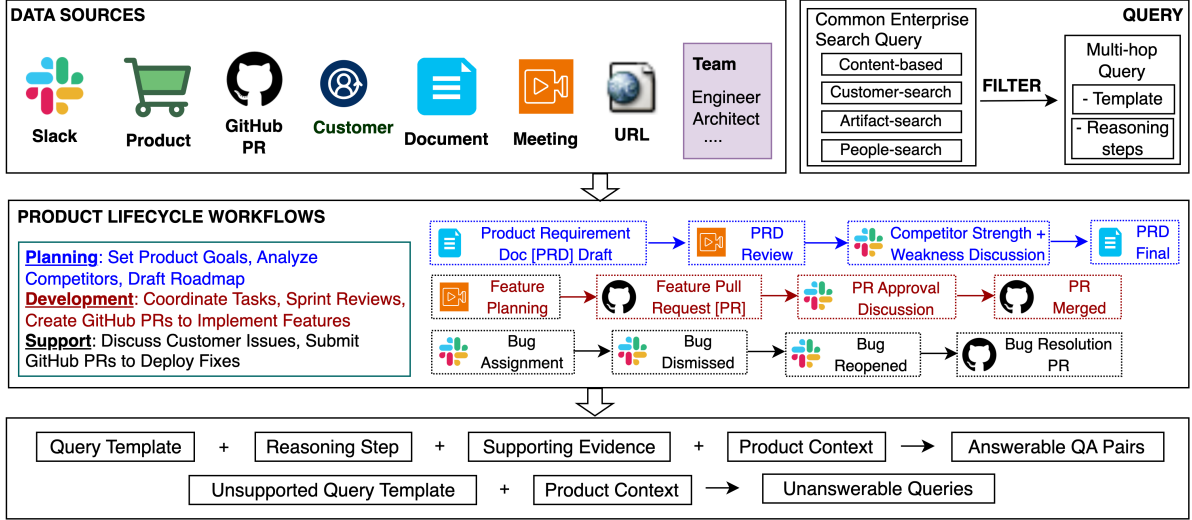 DATA SOURCES
Slack
Product
GitHub
PR
Customer
Document
Meeting
URL
Team
Engineer
Architect
....
QUERY
Common Enterprise
Search Query
Content-based
Customer-search
Artifact-search
People-search
FILTER
Multi-hop
Query
- Template
- Reasoning
steps
PRODUCT LIFECYCLE WORKFLOWS
Planning: Set Product Goals, Analyze
Competitors, Draft Roadmap
Development: Coordinate Tasks, Sprint Reviews,
Create GitHub PRs to Implement Features
Support: Discuss Customer Issues, Submit
GitHub PRs to Deploy Fixes
Product Requirement
Doc [PRD] Draft
PRD
Review
Competitor Strength +
Weakness Discussion
PRD
Final
Feature
Planning
Feature Pull
Request [PR]
PR Approval
Discussion
PR
Merged
Bug
Assignment
Bug
Dismissed
Bug
Reopened
Bug Resolution
PR
Query Template + Reasoning Step + Supporting Evidence + Product Context Answerable QA Pairs
Unsupported Query Template + Product Context Unanswerable Queries